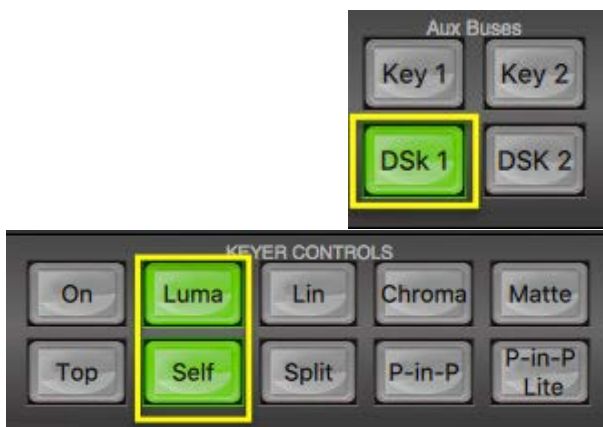 Aux Buses
Key 1 Key 2
DSk 1 DSK 2
KEYER CONTROLS
On Luma Lin Chroma Matte
Top Self Split P-in-P P-in-P
Lite